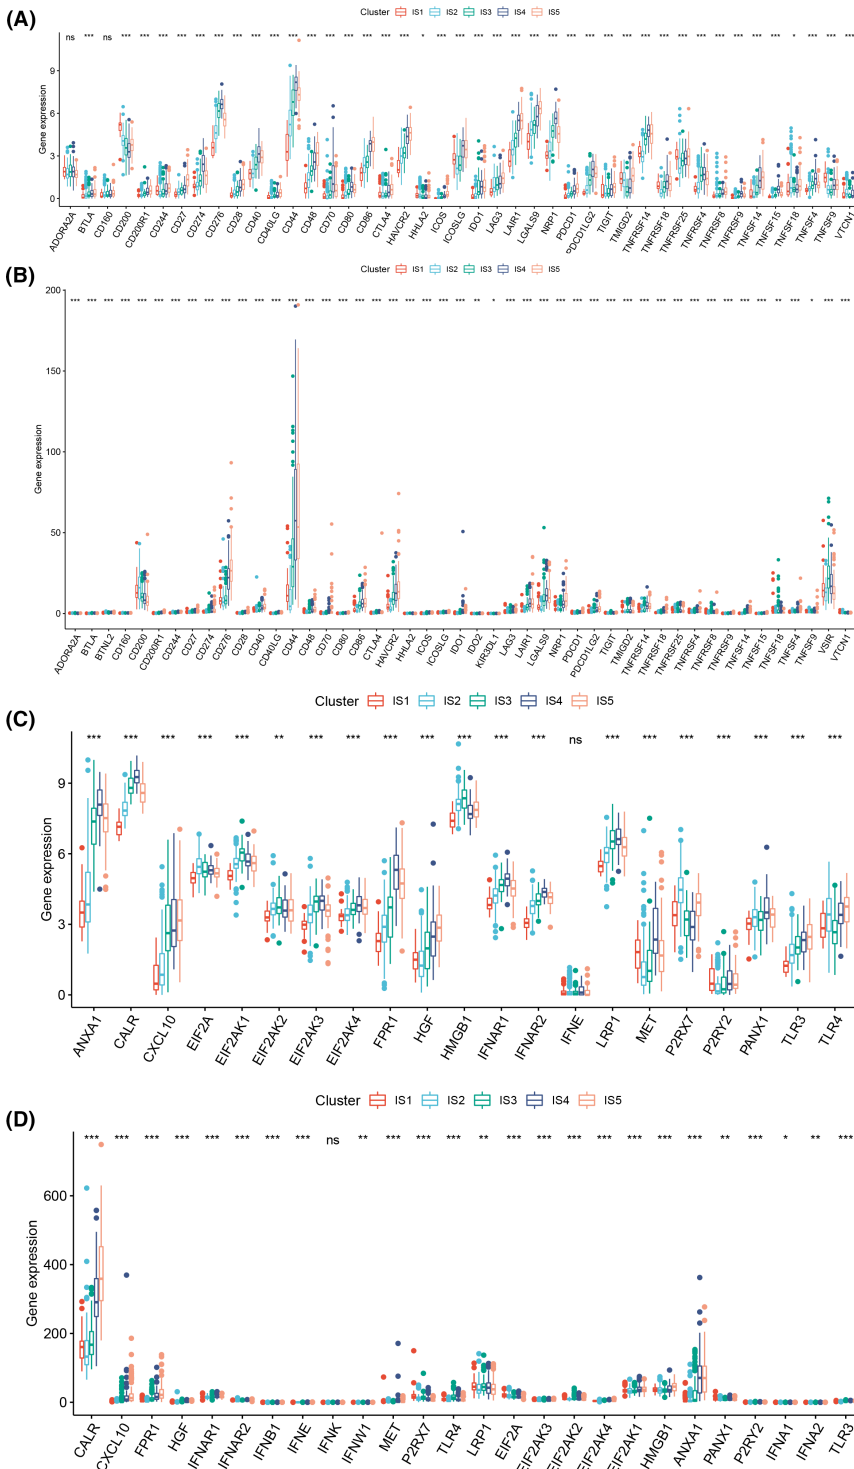 (A)
Cluster IS1 IS2 IS3 IS4 IS5
ns *** ns *** *** *** *** *** *** *** *** *** *** *** *** *** *** *** *** * *** *** *** *** *** *** *** *** *** *** *** *** *** *** *** *** *** *** *** * *** *** ***
Gene expression
9
6
3
0
ADORA2A BTLA CD160 CD200 CD200R1 CD244 CD27 CD274 CD276 CD28 CD40 CD40LG CD44 CD48 CD70 CD80 CD86 CTLA4 HAVCR2 HHLA2 ICOS ICOSLG IDO1 LAG3 LAIR1 LGALS9 NRP1 PDCD1 PDCD1LG2 TIGIT TMIGD2 TNFRSF14 TNFRSF18 TNFRSF25 TNFRSF4 TNFRSF8 TNFRSF9 TNFSF14 TNFSF15 TNFSF18 TNFSF4 TNFSF9 VTCN1
(B)
Cluster IS1 IS2 IS3 IS4 IS5
*** *** *** *** *** *** *** *** *** *** *** *** *** *** *** *** *** *** *** *** *** *** *** ** * *** *** *** *** *** *** *** *** *** *** *** *** *** *** *** ** *** * *** ***
Gene expression
200
150
100
50
0
ADORA2A BTLA BTNL2 CD160 CD200 CD200R1 CD244 CD27 CD274 CD276 CD28 CD40 CD40LG CD44 CD48 CD70 CD80 CD86 CTLA4 HAVCR2 HHLA2 ICOS ICOSLG IDO1 IDO2 KIR3DL1 LAG3 LAIR1 LGALS9 NRP1 PDCD1 PDCD1LG2 TIGIT TMIGD2 TNFRSF14 TNFRSF18 TNFRSF25 TNFRSF4 TNFRSF8 TNFRSF9 TNFSF14 TNFSF15 TNFSF18 TNFSF4 TNFSF9 VSIR VTCN1
(C)
Cluster IS1 IS2 IS3 IS4 IS5
*** *** *** *** *** ** *** *** *** *** *** *** *** ns *** *** *** *** *** *** ***
Gene expression
9
6
3
0
ANXA1 CALR CXCL10 EIF2A EIF2AK1 EIF2AK2 EIF2AK3 EIF2AK4 FPR1 HGF HMGB1 IFNAR1 IFNAR2 IFNE LRP1 MET P2RX7 P2RY2 PANX1 TLR3 TLR4
(D)
Cluster IS1 IS2 IS3 IS4 IS5
*** *** *** *** *** *** *** *** ns ** *** *** *** ** *** *** *** *** *** *** *** ** *** * ** ***
Gene expression
600
400
200
0
CALR CXCL10 FPR1 HGF IFNAR1 IFNAR2 IFNB1 IFNE IFNK IFNW1 MET P2RX7 TLR4 LRP1 EIF2A EIF2AK3 EIF2AK2 EIF2AK4 EIF2AK1 HMGB1 ANXA1 PANX1 P2RY2 IFNA1 IFNA2 TLR3